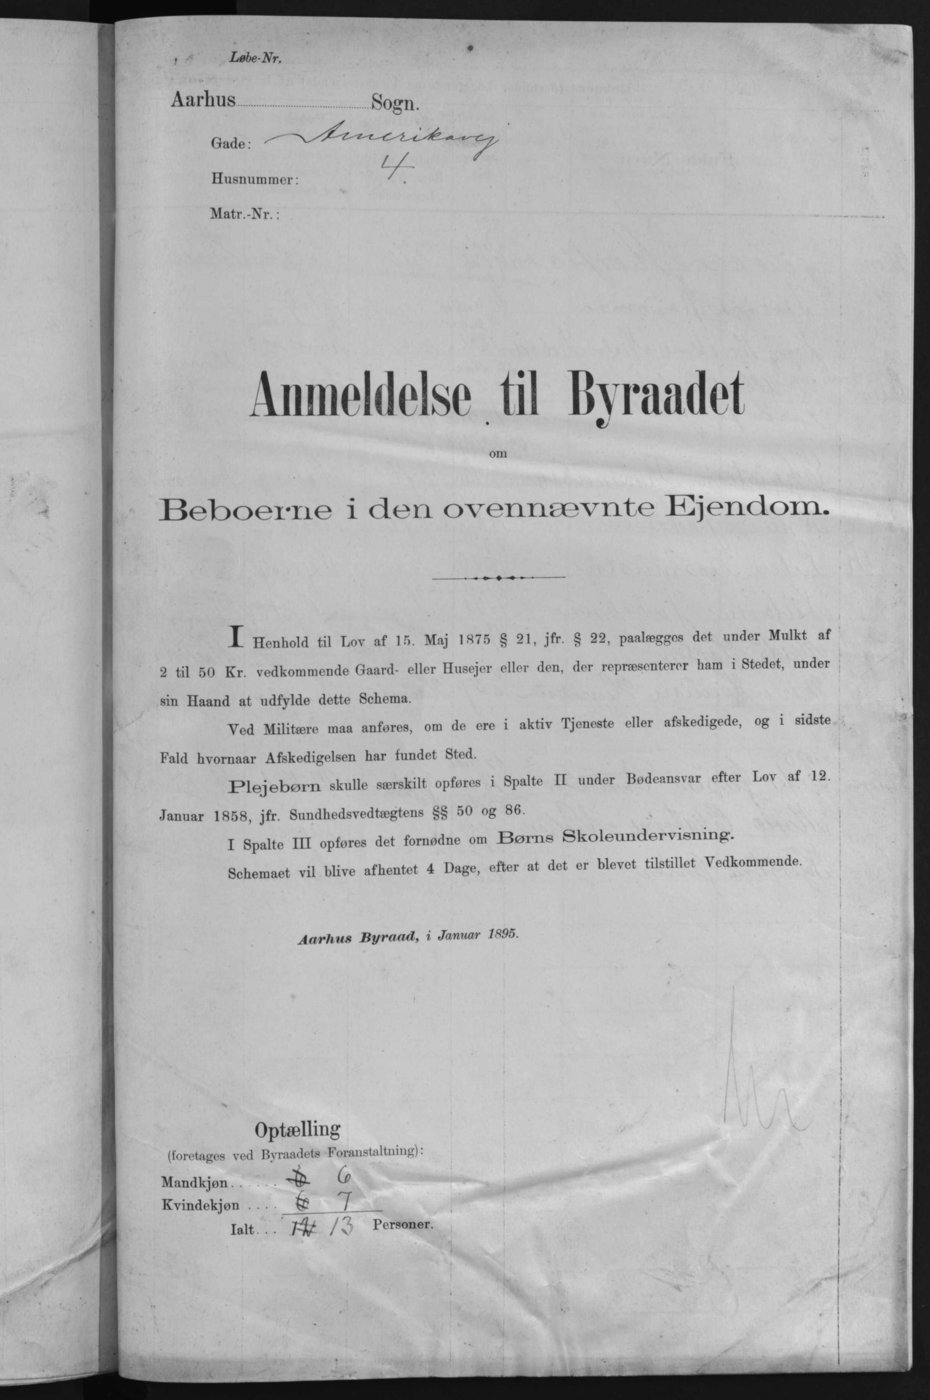 Løbe-Nr.
Aarhus Sogn.
Gade: Amerikavej
Husnummer: 4.
Matr.-Nr.:
Anmeldelse til Byraadet
om
Beboerne i den ovennævnte Ejendom.
I Henhold til Lov af 15. Maj 1875 § 21, jfr. § 22, paalægges det under Mulkt af
2 til 50 Kr. vedkommende Gaard- eller Husejer eller den, der repræsenterer ham i Stedet, under
sin Haand at udfylde dette Schema.
Ved Militære maa anføres, om de ere i aktiv Tjeneste eller afskedigede, og i sidste
Fald hvornaar Afskedigelsen har fundet Sted.
Plejebørn skulle særskilt opføres i Spalte II under Bødeansvar efter Lov af 12.
Januar 1858, jfr. Sundhedsvedtægtens §§ 50 og 86.
I Spalte III opføres det fornødne om Børns Skoleundervisning.
Schemaet vil blive afhentet 4 Dage, efter at det er blevet tilstillet Vedkommende.
Aarhus Byraad, i Januar 1895.
Optælling
(foretages ved Byraadets Foranstaltning):
Mandkjøn...... 6
Kvindekjøn .... 6 7
Ialt... 13 Personer.